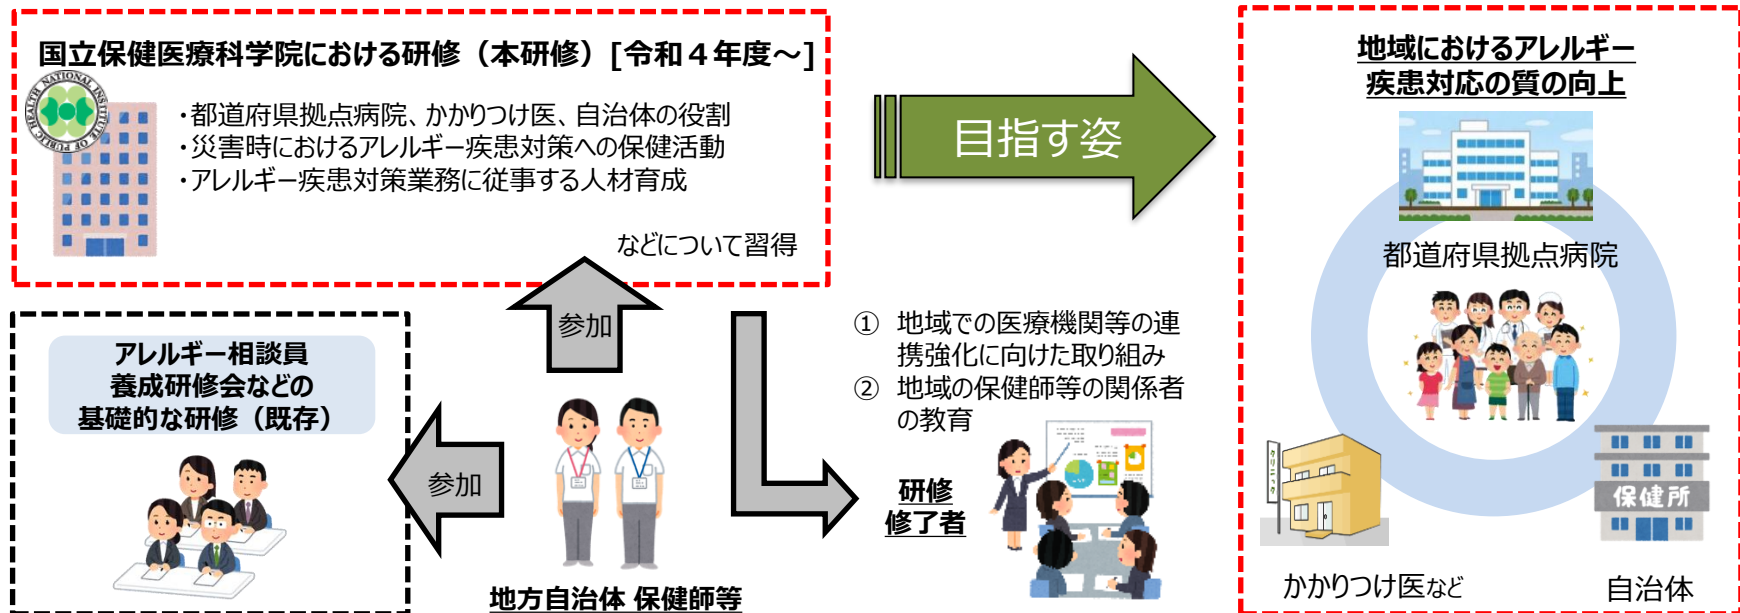 国立保健医療科学院における研修（本研修）[令和４年度～]
NATIONAL INSTITUTE OF PUBLIC HEALTH
・都道府県拠点病院、かかりつけ医、自治体の役割
・災害時におけるアレルギー疾患対策への保健活動
・アレルギー疾患対策業務に従事する人材育成
などについて習得
目指す姿
地域におけるアレルギー
疾患対応の質の向上
都道府県拠点病院
クリニック
かかりつけ医など
保健所
自治体
参加
アレルギー相談員
養成研修会などの
基礎的な研修（既存）
参加
地方自治体 保健師等
① 地域での医療機関等の連
携強化に向けた取り組み
② 地域の保健師等の関係者
の教育
研修
修了者